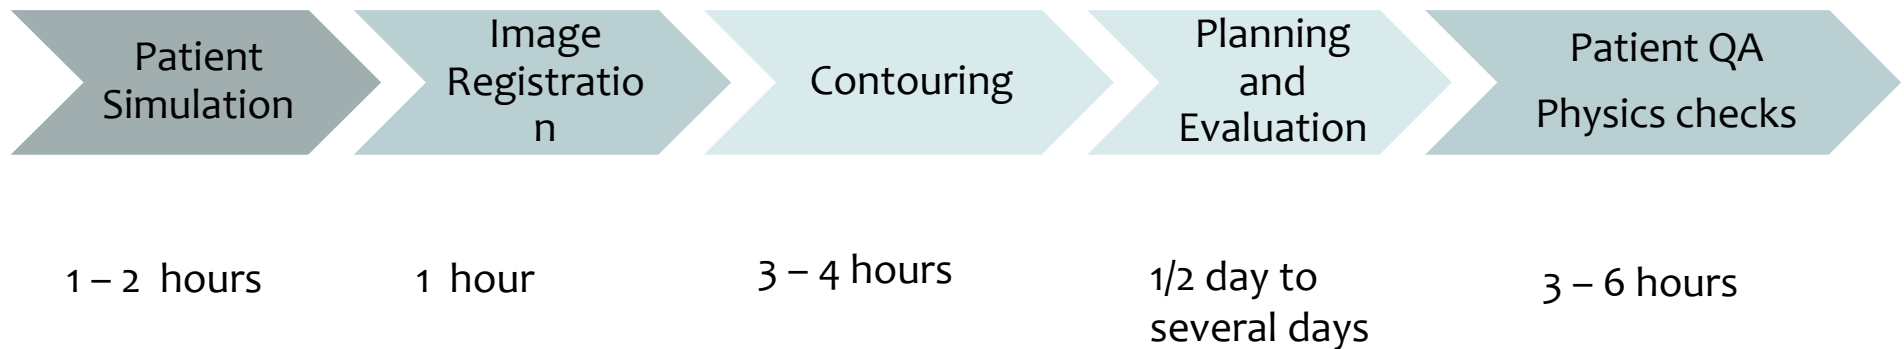 Patient
Simulation
Image
Registratio
n
Contouring
Planning
and
Evaluation
Patient QA
Physics checks
1 – 2 hours
1 hour
3 – 4 hours
1/2 day to
several days
3 – 6 hours